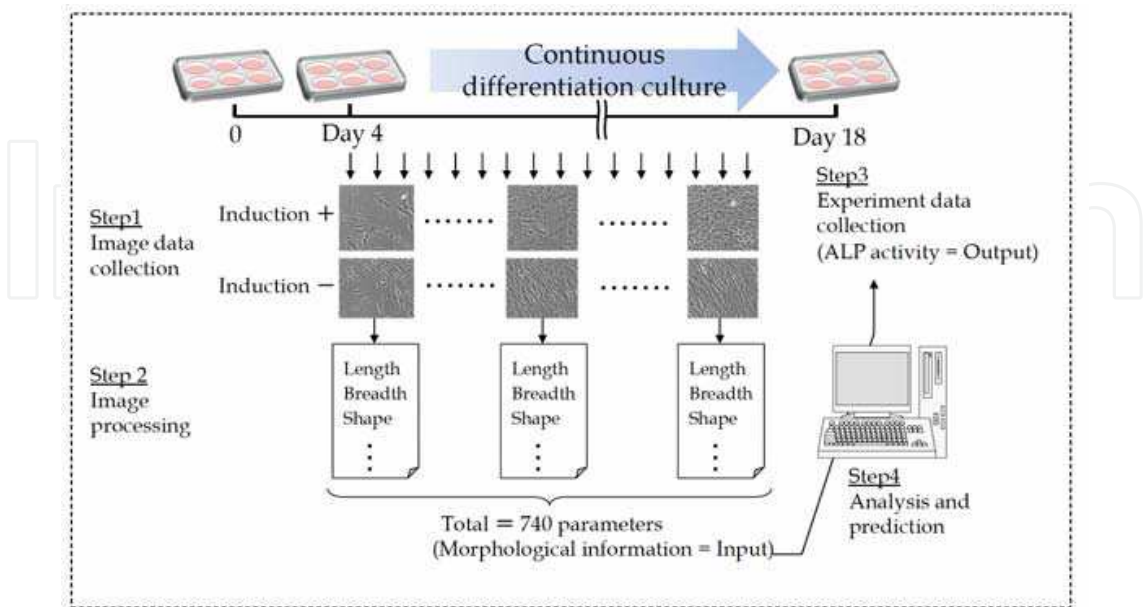 Continuous
differentiation culture
0
Day 4
Day 18
Step1
Image data
collection
Induction +
.......
.......
Induction −
.......
.......
Step3
Experiment data
collection
(ALP activity = Output)
Step 2
Image
processing
Length
Breadth
Shape
Length
Breadth
Shape
Length
Breadth
Shape
Step4
Analysis and
prediction
Total = 740 parameters
(Morphological information = Input)